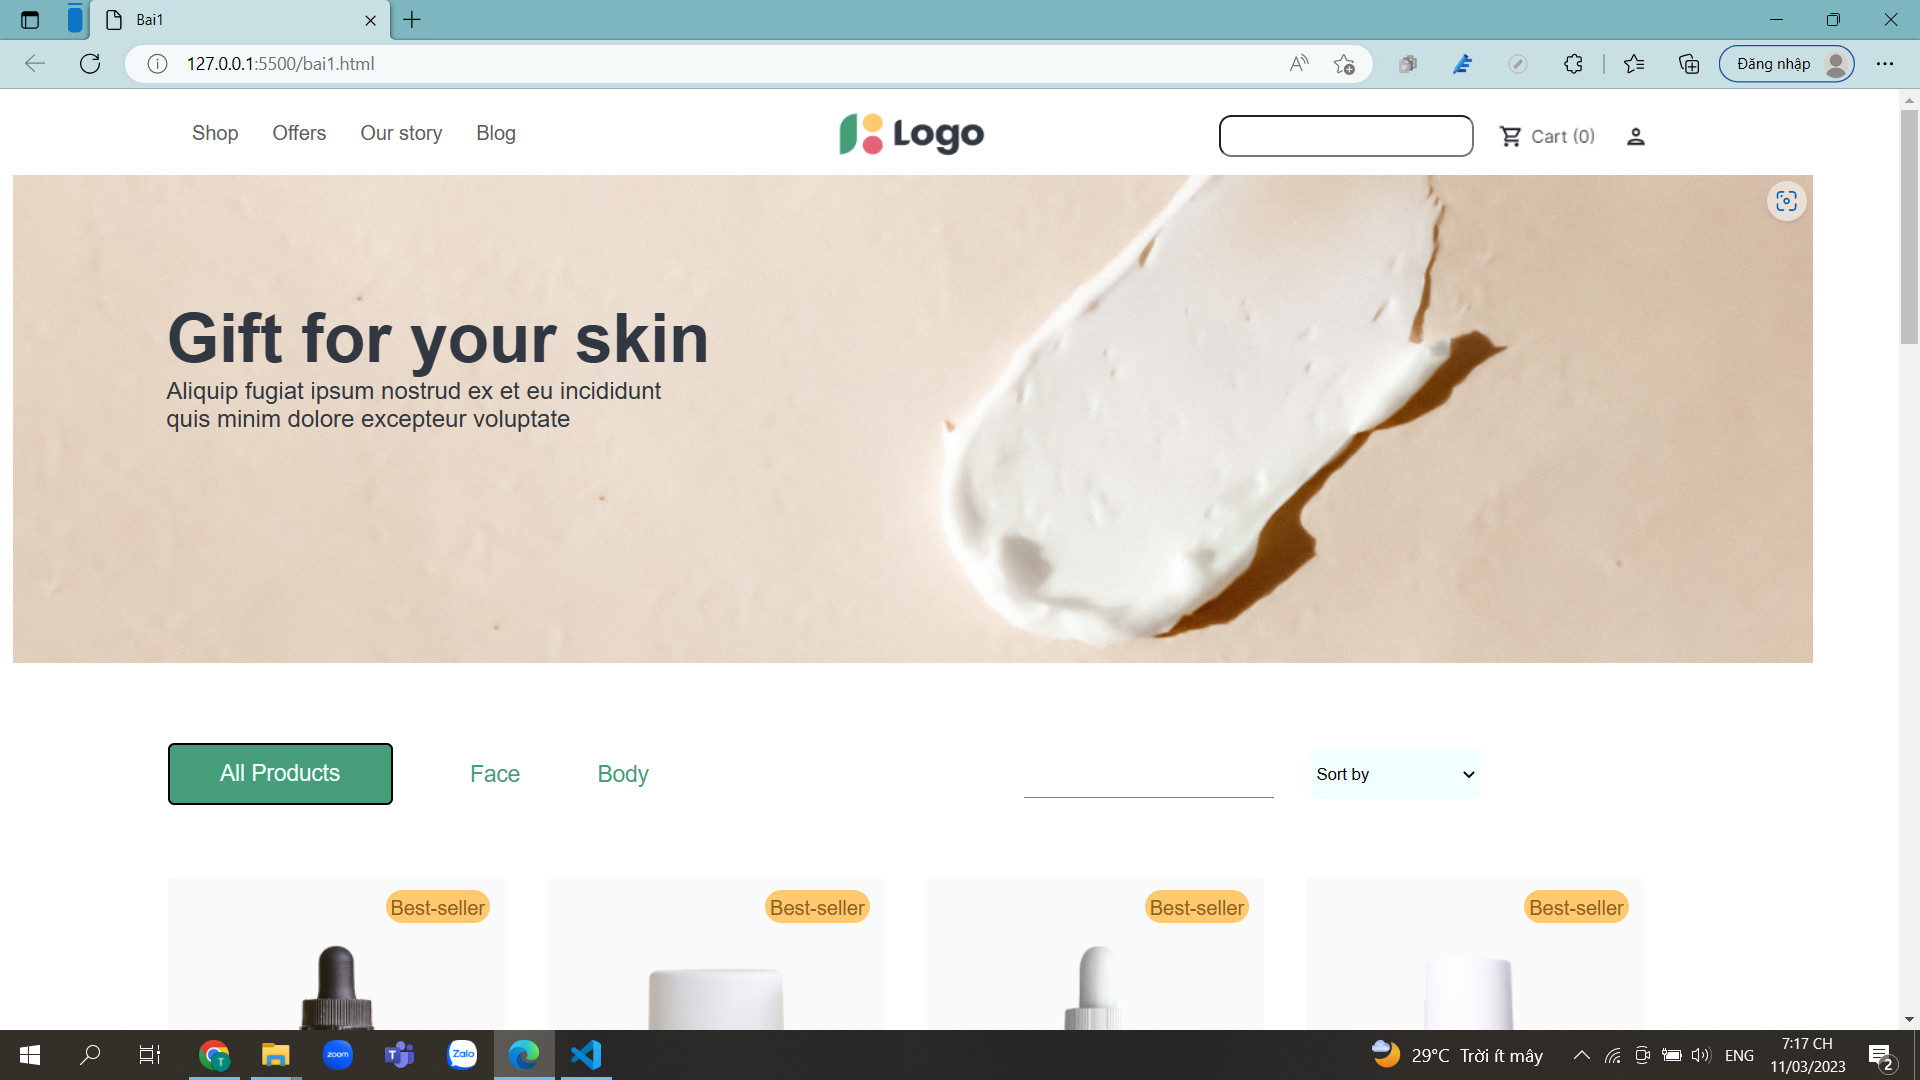 Bai1
127.0.0.1:5500/bai1.html
Đăng nhập
Shop Offers Our story Blog
Logo
Cart (0)
Gift for your skin
Aliquip fugiat ipsum nostrud ex et eu incididunt
quis minim dolore excepteur voluptate
All Products Face Body
Sort by
Best-seller Best-seller Best-seller Best-seller
T
zoom
T
Zalo
29°C Trời ít mây
ENG
7:17 CH
11/03/2023
2